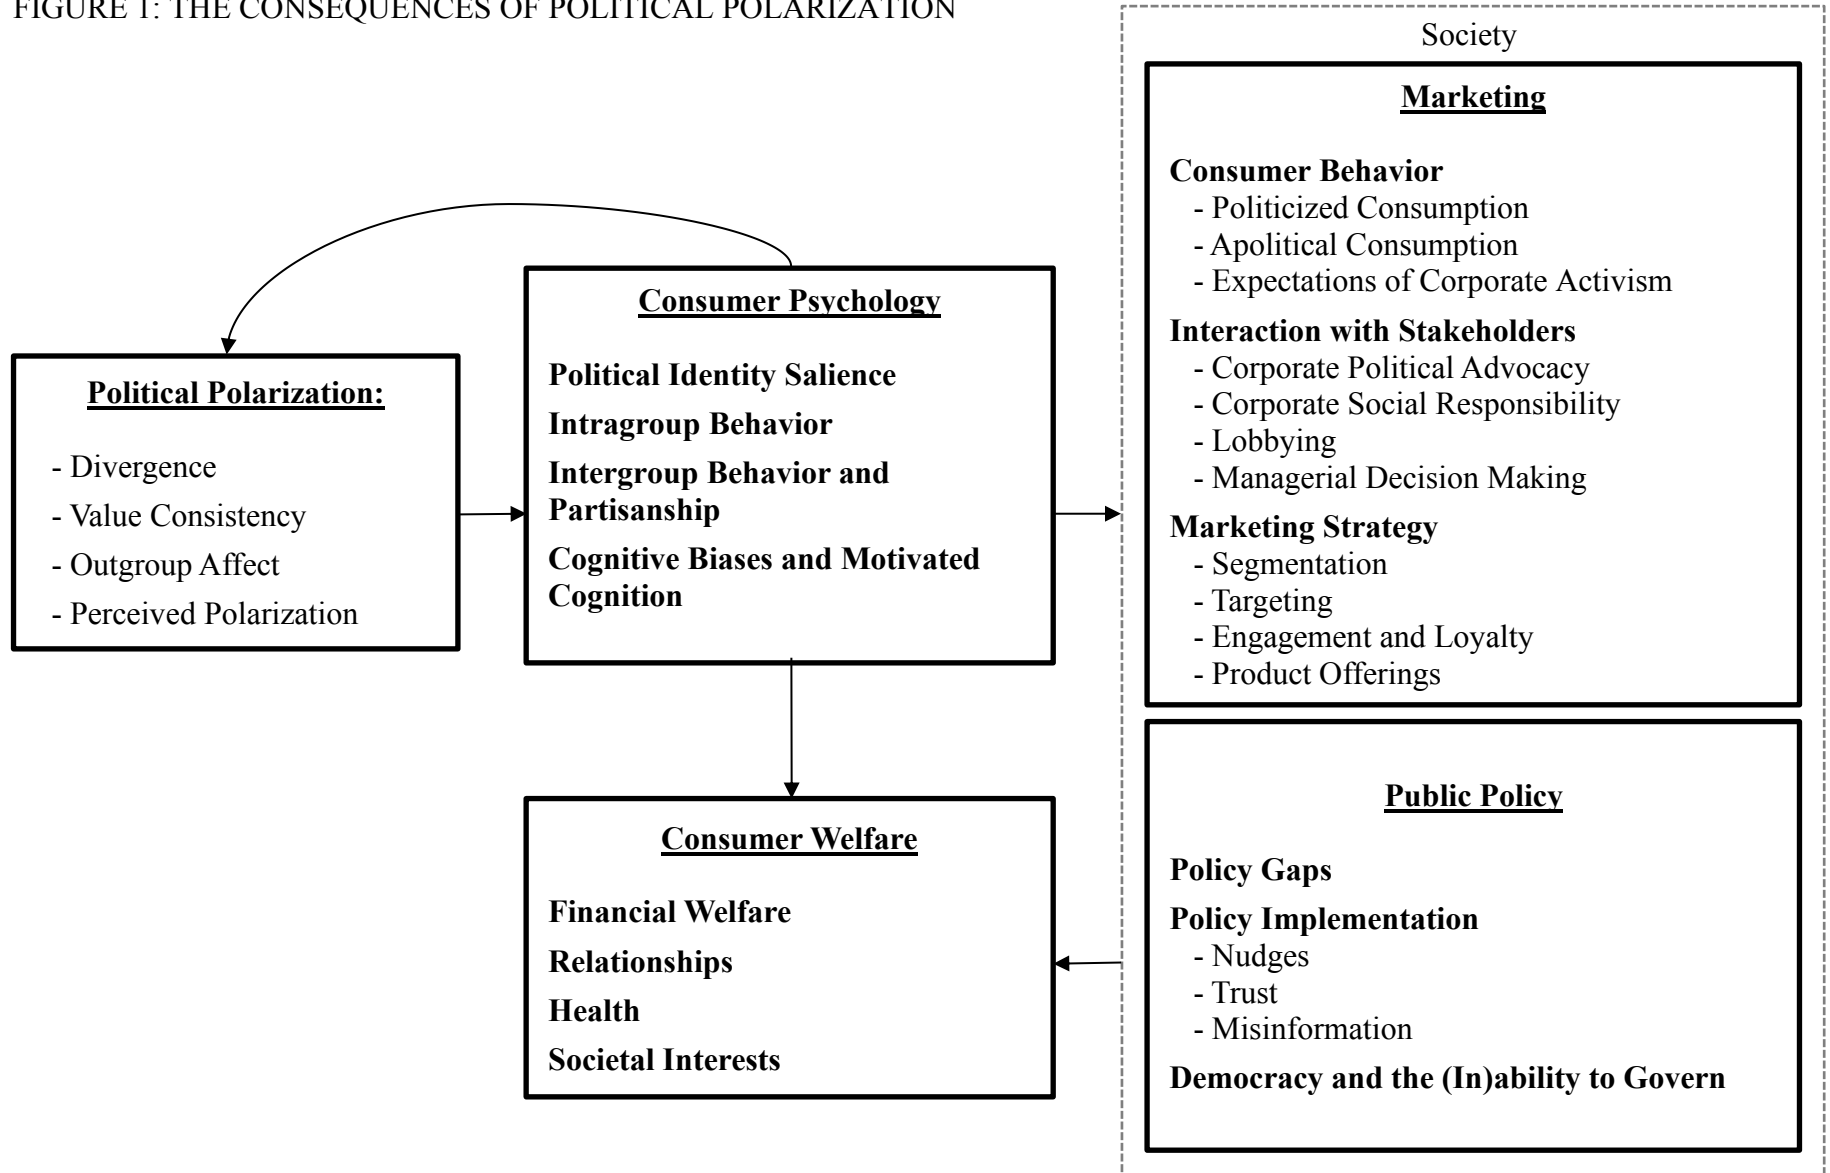 FIGURE 1: THE CONSEQUENCES OF POLITICAL POLARIZATION
Political Polarization:
- Divergence
- Value Consistency
- Outgroup Affect
- Perceived Polarization
Consumer Psychology
Political Identity Salience
Intragroup Behavior
Intergroup Behavior and
Partisanship
Cognitive Biases and Motivated
Cognition
Consumer Welfare
Financial Welfare
Relationships
Health
Societal Interests
Society
Marketing
Consumer Behavior
- Politicized Consumption
- Apolitical Consumption
- Expectations of Corporate Activism
Interaction with Stakeholders
- Corporate Political Advocacy
- Corporate Social Responsibility
- Lobbying
- Managerial Decision Making
Marketing Strategy
- Segmentation
- Targeting
- Engagement and Loyalty
- Product Offerings
Public Policy
Policy Gaps
Policy Implementation
- Nudges
- Trust
- Misinformation
Democracy and the (In)ability to Govern